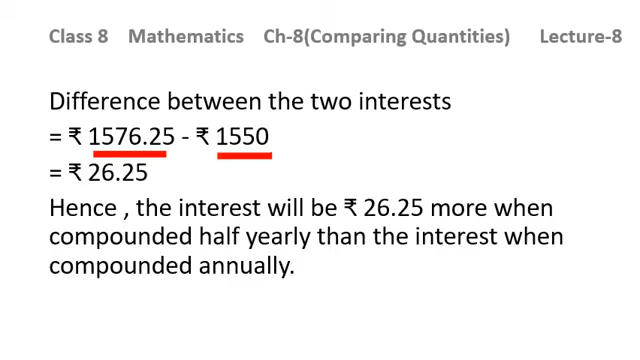 Class 8 Mathematics Ch-8(Comparing Quantities) Lecture-8
Difference between the two interests
= ₹ 1576.25 - ₹ 1550
= ₹ 26.25
Hence , the interest will be ₹ 26.25 more when
compounded half yearly than the interest when
compounded annually.